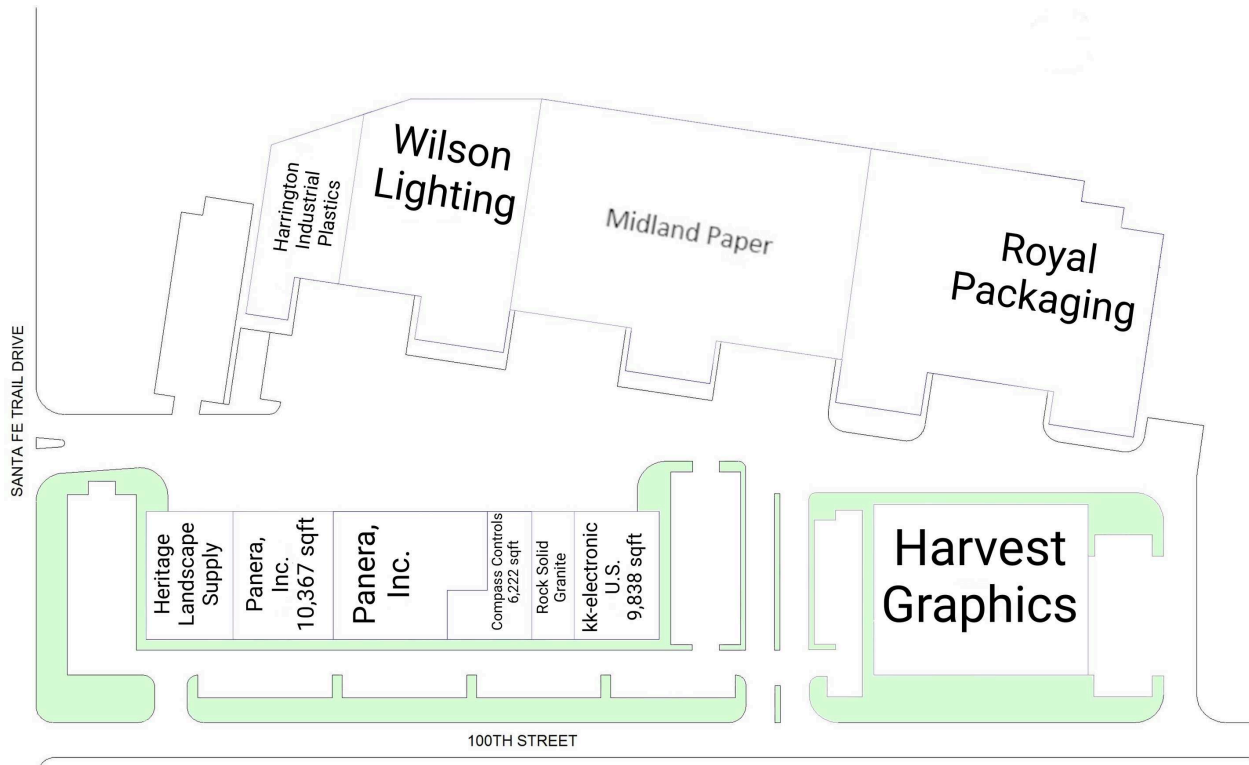 SANTA FE TRAIL DRIVE
Harrington
Industrial
Plastics
Wilson
Lighting
Midland Paper
Royal
Packaging
Heritage
Landscape
Supply
Panera,
Inc.
10,367 sqft
Panera,
Inc.
Compass Controls
6,222 sqft
Rock Solid
Granite
kk-electronic
U.S.
9,838 sqft
Harvest
Graphics
100TH STREET